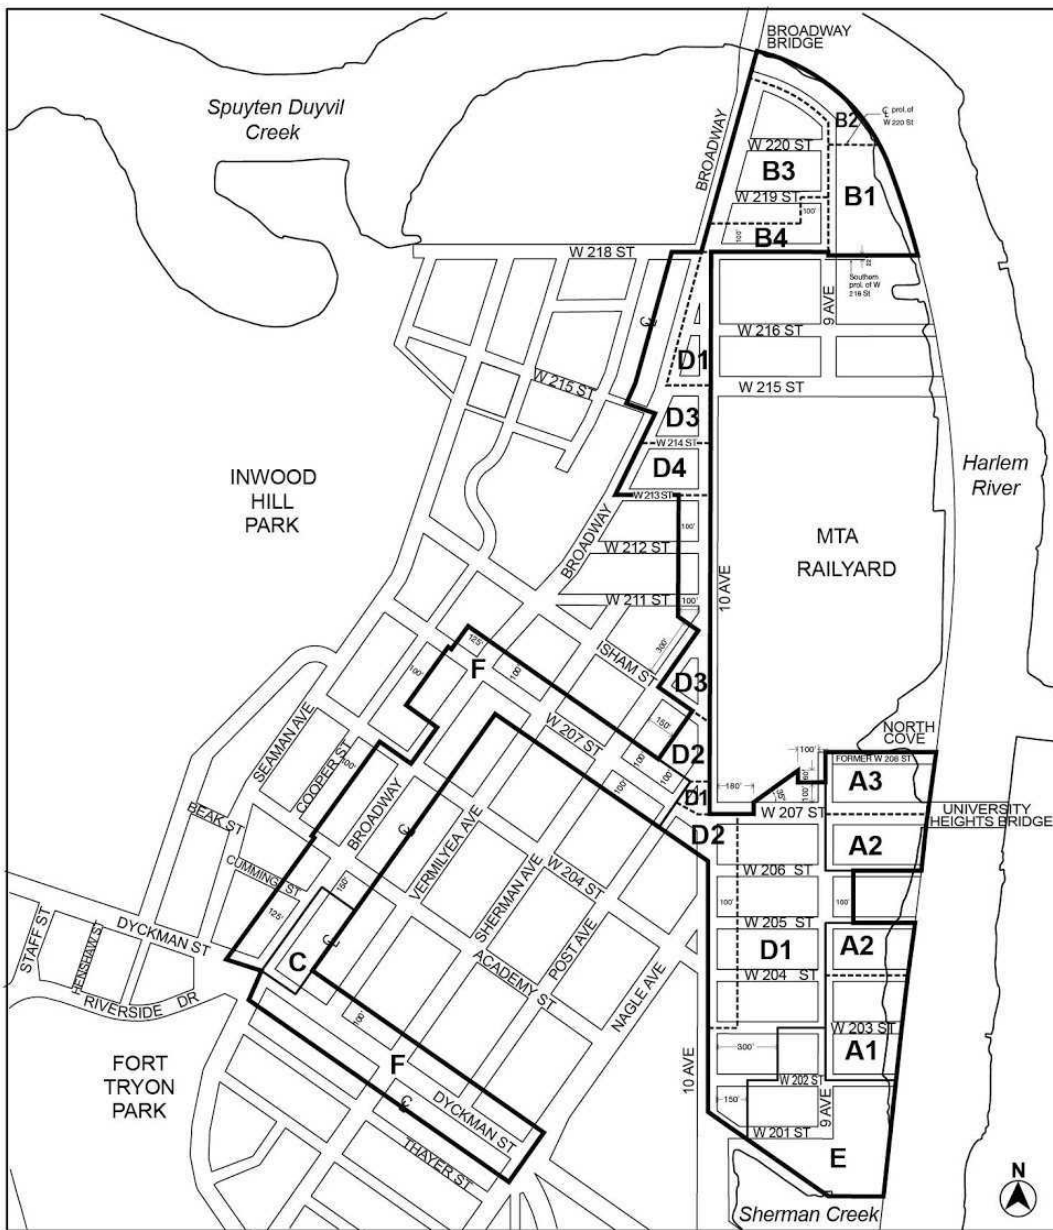 BROADWAY
BRIDGE
Spuyten Duyvil
Creek
BROADWAY
B2
℄ prol. of
W 220 St
W 220 ST
B3
B1
W 219 ST
100'
100'
B4
W 218 ST
Southern
prol. of W
218 St
9 AVE
℄
W 216 ST
D1
W 215 ST
W 215 ST
D3
W 214 ST
D4
W 213 ST
INWOOD
HILL
PARK
Harlem
River
MTA
RAILYARD
BROADWAY
100'
W 212 ST
10 AVE
W 211 ST
100'
125'
300'
ISHAM ST
100'
F
100'
D3
150'
SEAMAN AVE
W 207 ST
NORTH
COVE
COOPER ST
100'
100'
D2
100'
100'
FORMER W 208 ST
60'
A3
D1
180'
35'
100'
BEAK ST
BROADWAY
℄
VERMILYEA AVE
W 207 ST
UNIVERSITY
HEIGHTS BRIDGE
D2
A2
CUMMING ST
150'
SHERMAN AVE
W 204 ST
W 206 ST
125'
100'
100'
STAFF ST
HENSHAW ST
DYCKMAN ST
℄
C
POST AVE
W 205 ST
D1
A2
ACADEMY ST
NAGLE AVE
W 204 ST
RIVERSIDE DR
100'
W 203 ST
FORT
TRYON
PARK
F
10 AVE
300'
A1
W 202 ST
℄
DYCKMAN ST
150'
9 AVE
W 201 ST
THAYER ST
E
N
Sherman Creek